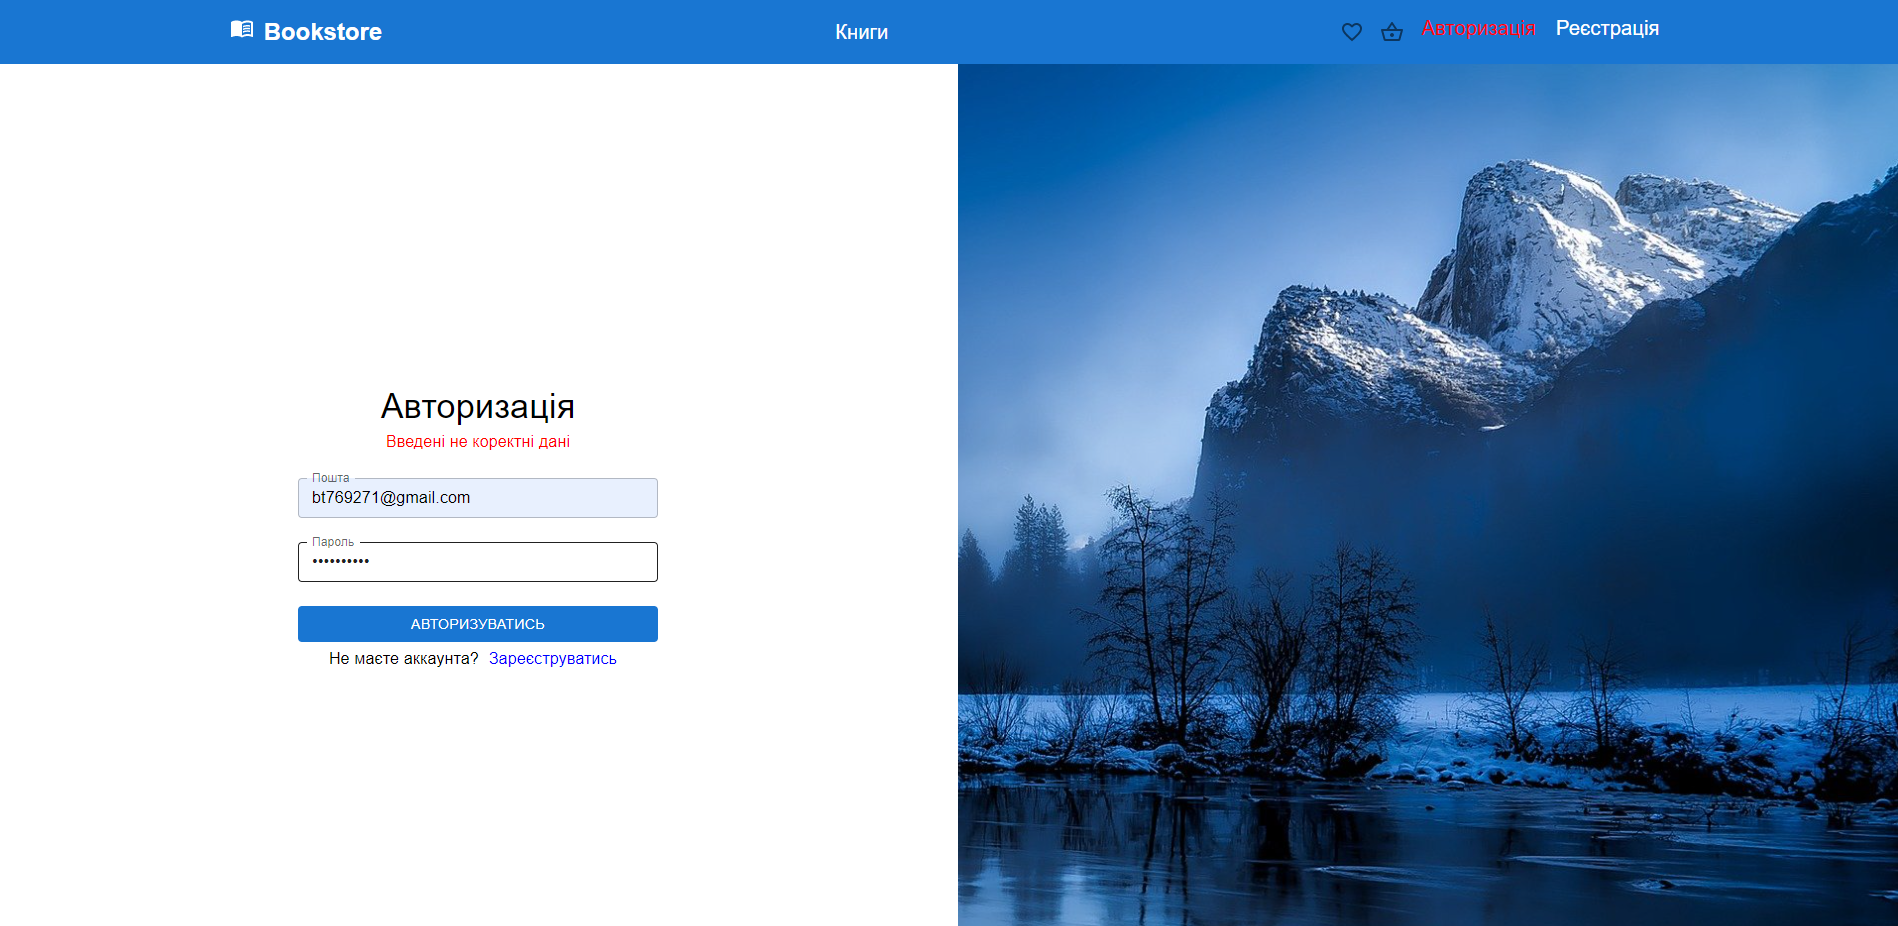 Bookstore
Книги
Авторизація
Реєстрація
Авторизація
Введені не коректні дані
Пошта
bt769271@gmail.com
Пароль
••••••••••
АВТОРИЗУВАТИСЬ
Не маєте аккаунта? Зареєструватись